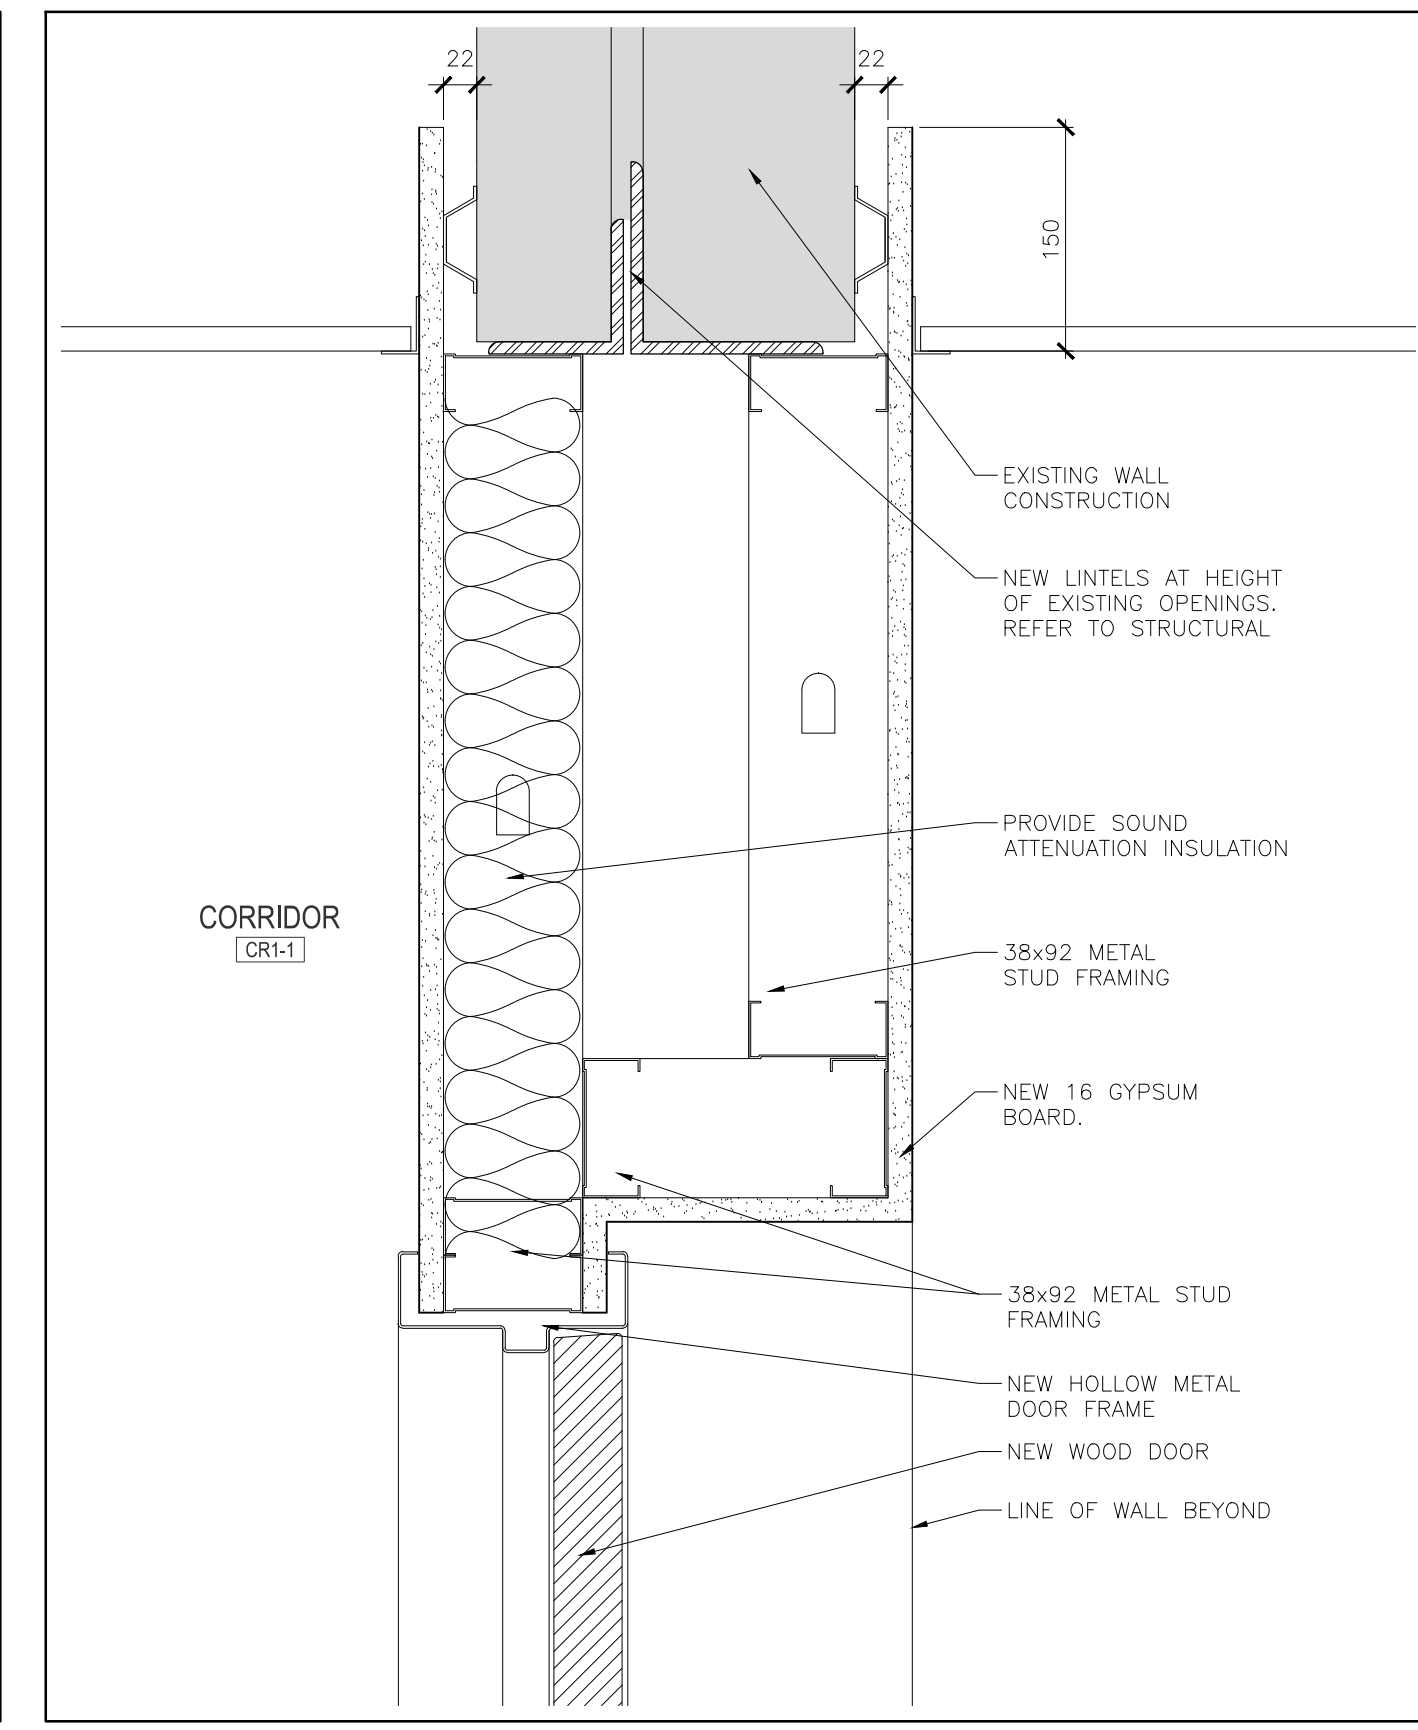 22
22
150
EXISTING WALL
CONSTRUCTION
NEW LINTELS AT HEIGHT
OF EXISTING OPENINGS.
REFER TO STRUCTURAL
PROVIDE SOUND
ATTENUATION INSULATION
CORRIDOR
CR1-1
38x92 METAL
STUD FRAMING
NEW 16 GYPSUM
BOARD.
38x92 METAL STUD
FRAMING
NEW HOLLOW METAL
DOOR FRAME
NEW WOOD DOOR
LINE OF WALL BEYOND